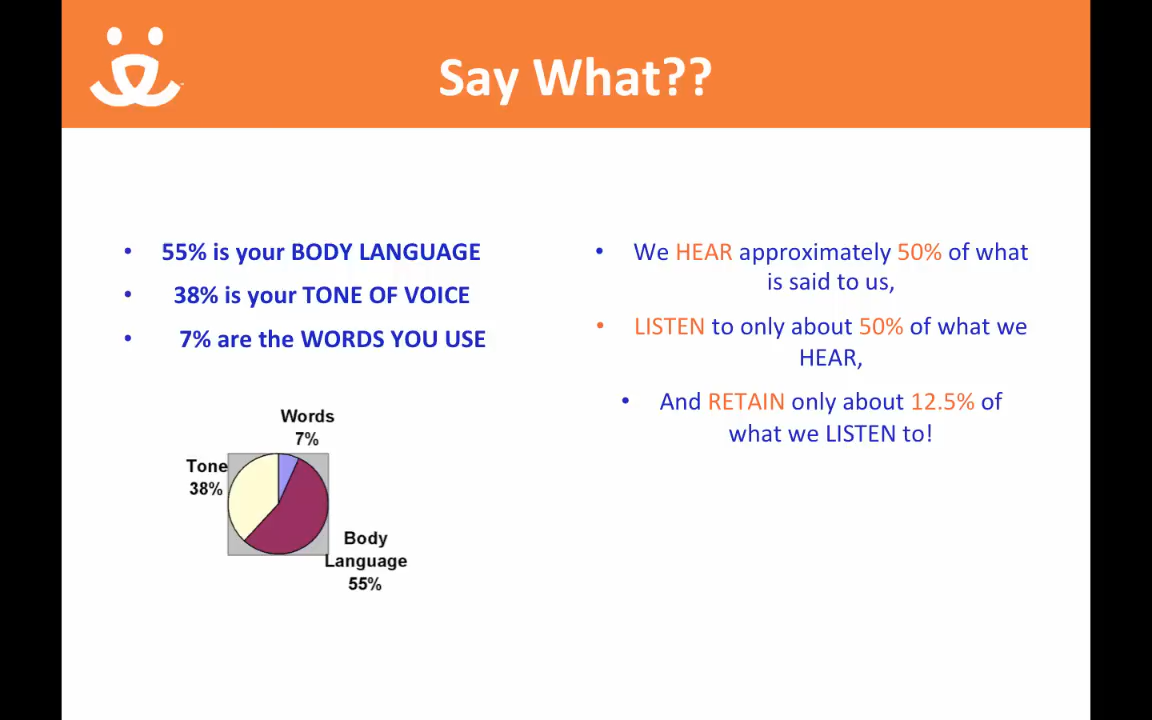 Say What??
• 55% is your BODY LANGUAGE
• 38% is your TONE OF VOICE
• 7% are the WORDS YOU USE
Words
7%
Tone
38%
Body
Language
55%
• We HEAR approximately 50% of what
is said to us,
• LISTEN to only about 50% of what we
HEAR,
• And RETAIN only about 12.5% of
what we LISTEN to!